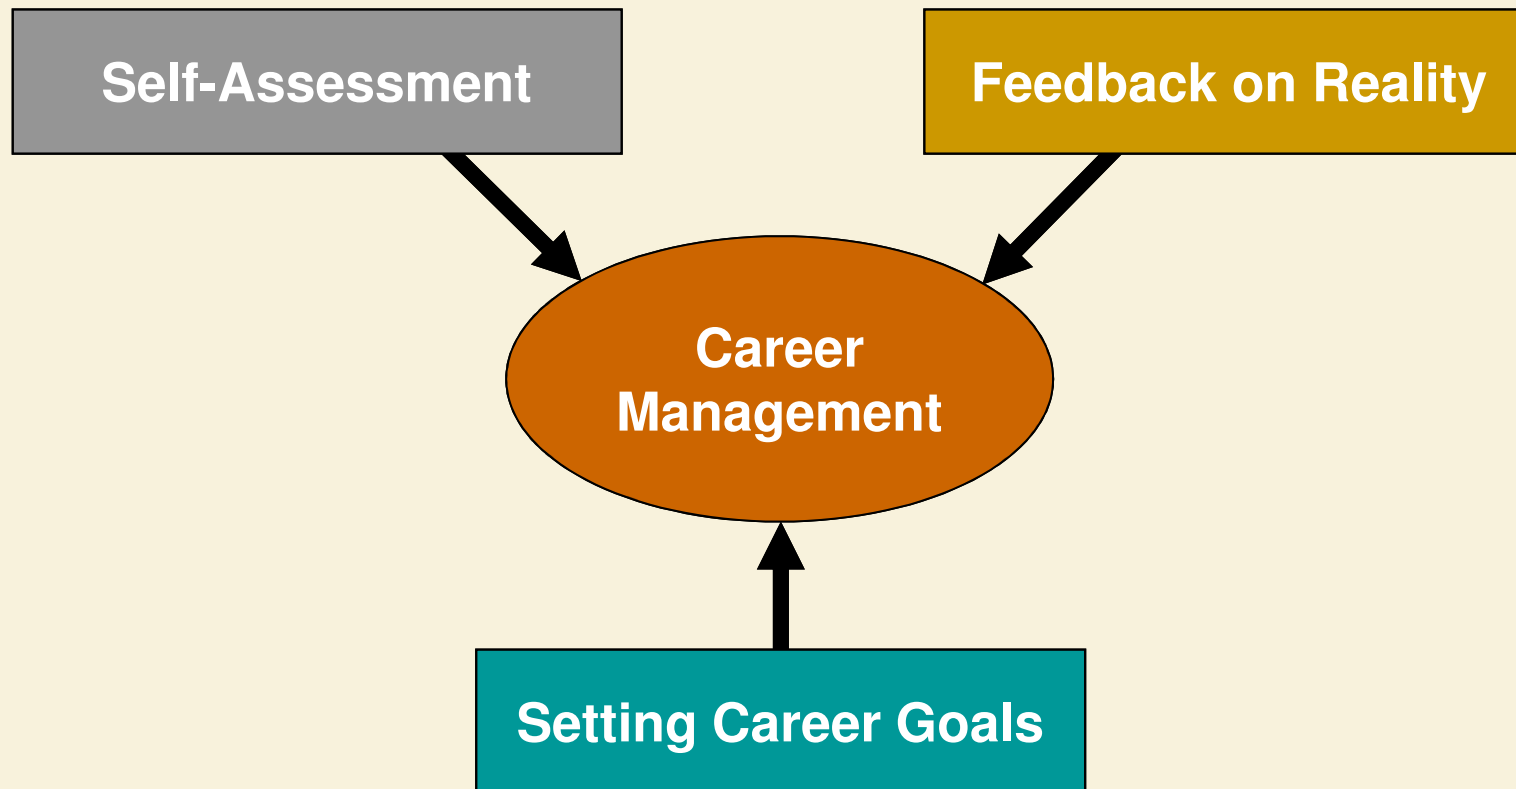 Self-Assessment
Feedback on Reality
Career
Management
Setting Career Goals